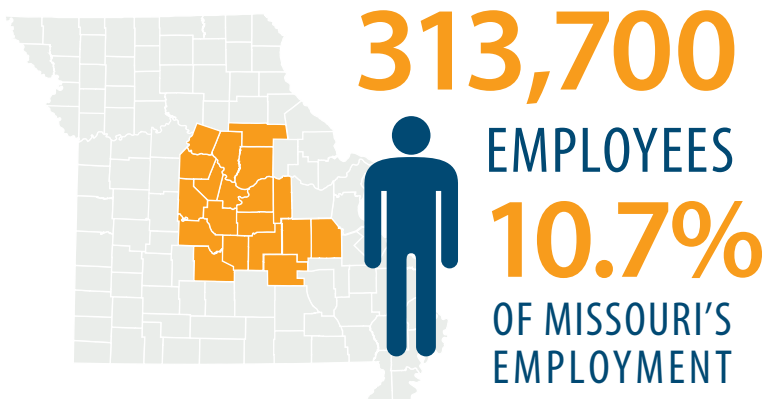 313,700
EMPLOYEES
10.7%
OF MISSOURI’S
EMPLOYMENT